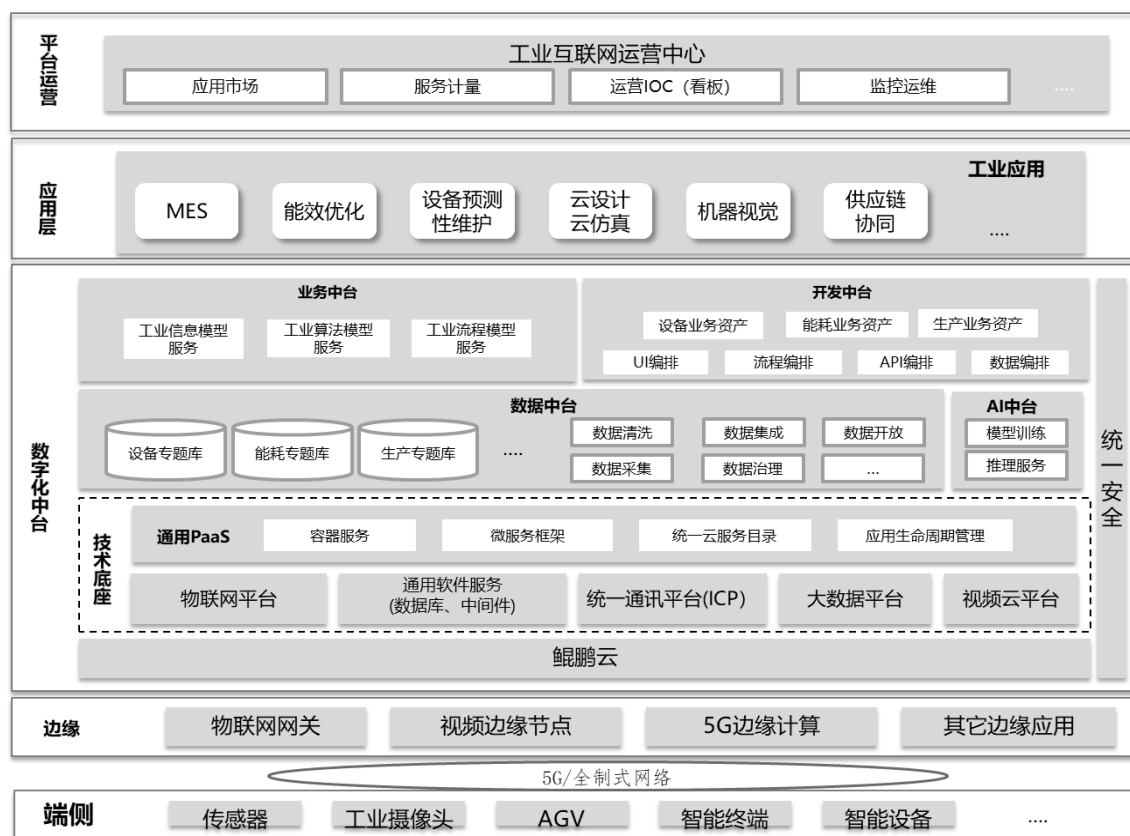 平台运营
工业互联网运营中心
应用市场
服务计量
运营IOC（看板）
监控运维
....
应用层
工业应用
MES
能效优化
设备预测
性维护
云设计
云仿真
机器视觉
供应链
协同
....
数字化中台
业务中台
工业信息模型
服务
工业算法模型
服务
工业流程模型
服务
开发中台
设备业务资产
能耗业务资产
生产业务资产
UI编排
流程编排
API编排
数据编排
数据中台
设备专题库
能耗专题库
生产专题库
....
数据清洗
数据集成
数据开放
数据采集
数据治理
...
AI中台
模型训练
推理服务
统一安全
技术底座
通用PaaS
容器服务
微服务框架
统一云服务目录
应用生命周期管理
物联网平台
通用软件服务
(数据库、中间件)
统一通讯平台(ICP)
大数据平台
视频云平台
鲲鹏云
边缘
物联网网关
视频边缘节点
5G边缘计算
其它边缘应用
5G/全制式网络
端侧
传感器
工业摄像头
AGV
智能终端
智能设备
....